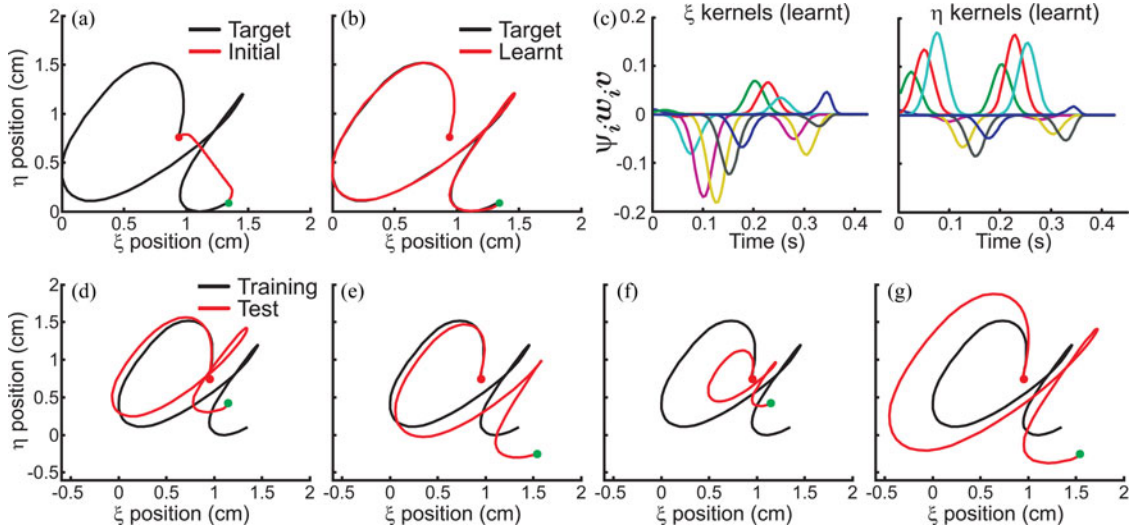 (a)
Target
Initial
η position (cm)
2
1.5
1
0.5
0
0 0.5 1 1.5 2
ξ position (cm)
(b)
Target
Learnt
0 0.5 1 1.5 2
ξ position (cm)
(c)
ξ kernels (learnt)
ψiwiv
0.2
0.1
0
-0.1
-0.2
0 0.2 0.4
Time (s)
η kernels (learnt)
0 0.1 0.2 0.3 0.4
Time (s)
(d)
Training
Test
η position (cm)
2
1.5
1
0.5
0
-0.5
-0.5 0 0.5 1 1.5 2
ξ position (cm)
(e)
-0.5 0 0.5 1 1.5 2
ξ position (cm)
(f)
-0.5 0 0.5 1 1.5 2
ξ position (cm)
(g)
-0.5 0 0.5 1 1.5 2
ξ position (cm)